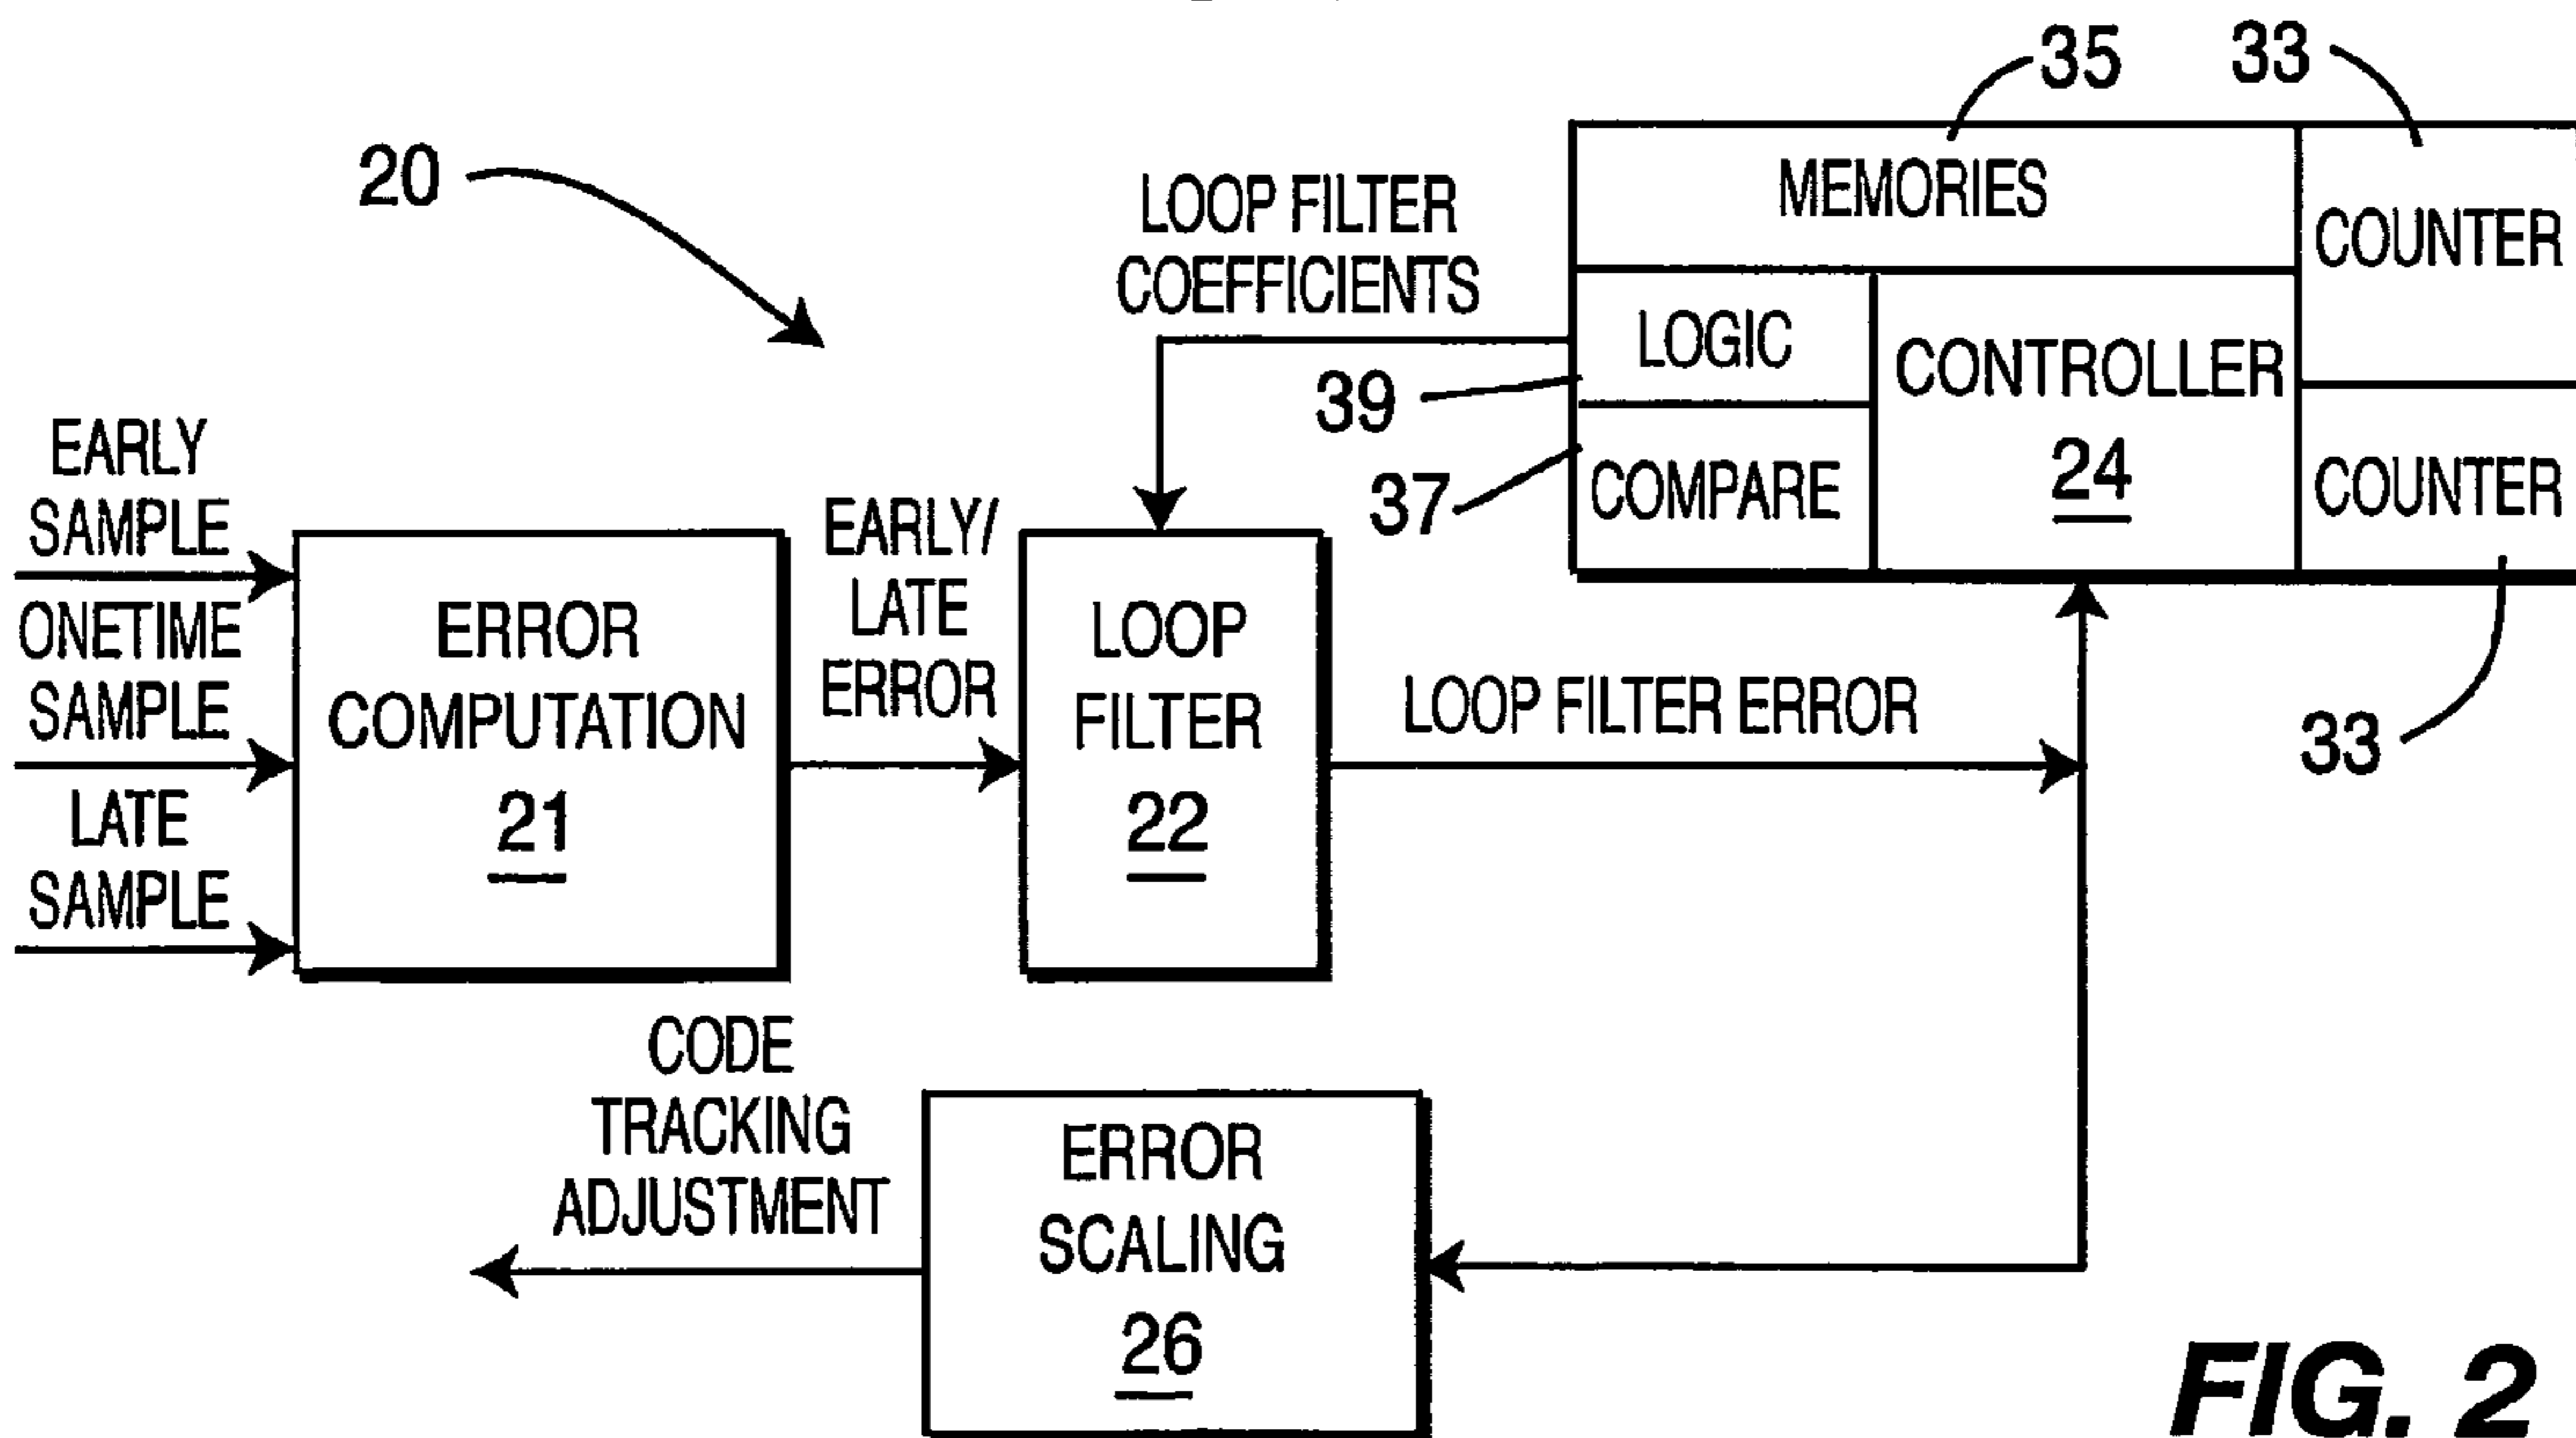 35
33
20
MEMORIES
COUNTER
LOOP FILTER
COEFFICIENTS
LOGIC
CONTROLLER
24
39
COMPARE
37
COUNTER
33
EARLY
SAMPLE
ONETIME
SAMPLE
LATE
SAMPLE
ERROR
COMPUTATION
21
EARLY/
LATE
ERROR
LOOP
FILTER
22
LOOP FILTER ERROR
CODE
TRACKING
ADJUSTMENT
ERROR
SCALING
26
FIG. 2